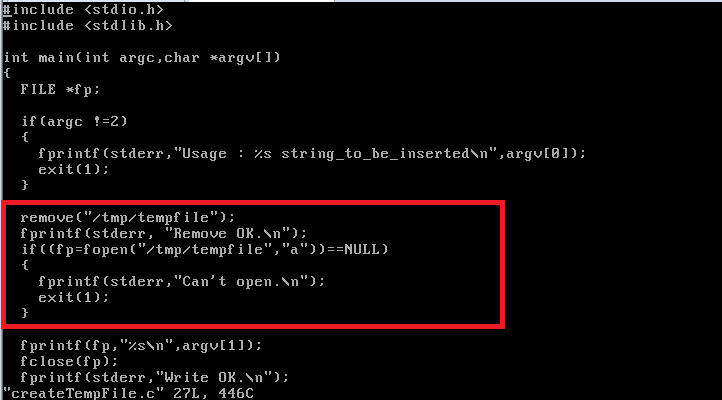 #include <stdio.h>
#include <stdlib.h>
int main(int argc,char *argv[])
{
FILE *fp;
if(argc !=2)
{
fprintf(stderr,"Usage : %s string_to_be_inserted\n",argv[0]);
exit(1);
}
remove("/tmp/tempfile");
fprintf(stderr, "Remove OK.\n");
if((fp=fopen("/tmp/tempfile","a"))==NULL)
{
fprintf(stderr,"Can't open.\n");
exit(1);
}
fprintf(fp,"%s\n",argv[1]);
fclose(fp);
fprintf(stderr,"Write OK.\n");
"createTempFile.c" 27L, 446C